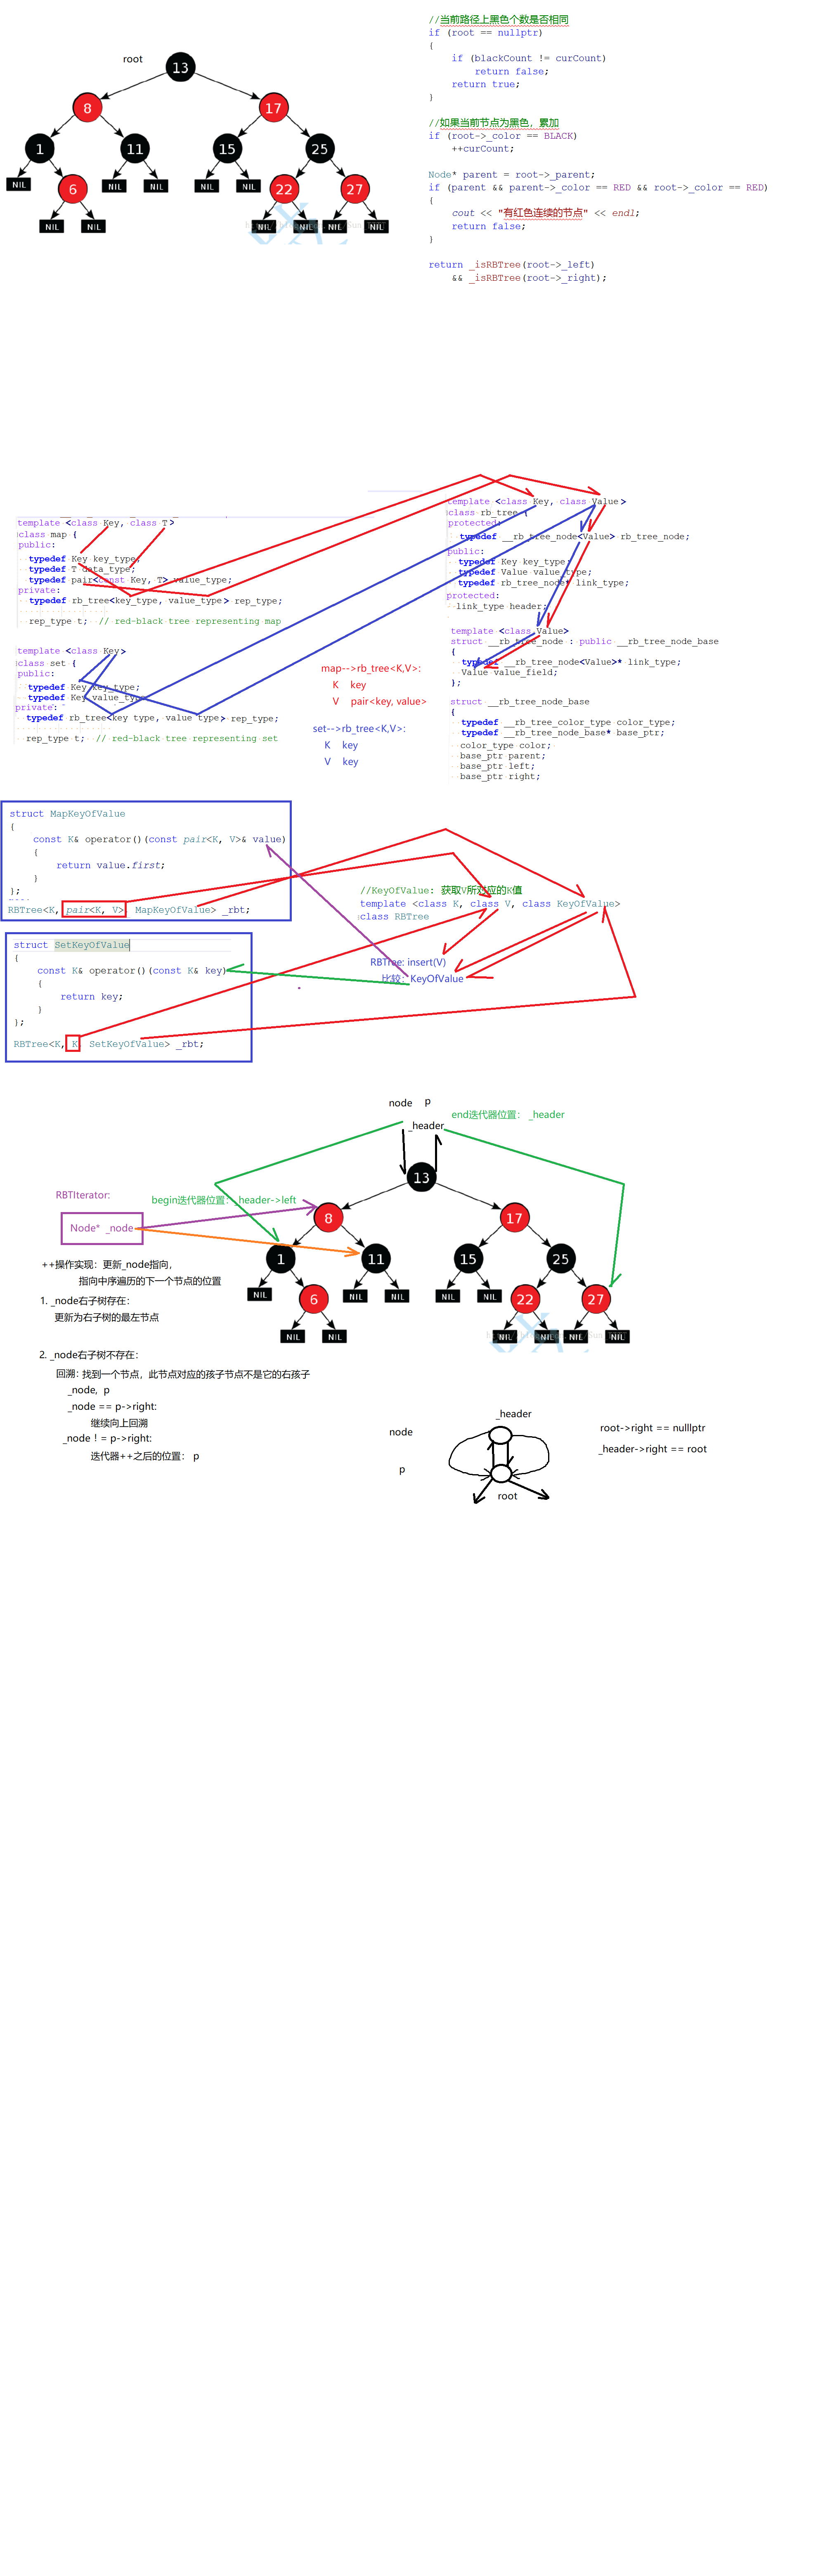 root
13
8
17
1
11
15
25
NIL
6
NIL
NIL
NIL
NIL
22
27
NIL
NIL
NIL
NIL
NIL
NIL
//当前路径上黑色个数是否相同
if (root == nullptr)
{
if (blackCount != curCount)
return false;
return true;
}
//如果当前节点为黑色，累加
if (root->_color == BLACK)
++curCount;
Node* parent = root->_parent;
if (parent && parent->_color == RED && root->_color == RED)
{
cout << "有红色连续的节点" << endl;
return false;
}
return _isRBTree(root->_left)
&& _isRBTree(root->_right);
template <class Key, class T>
class map {
public:
typedef Key key_type;
typedef T data_type;
typedef pair<const Key, T> value_type;
private:
typedef rb_tree<key_type, value_type> rep_type;
rep_type t; // red-black tree representing map
template <class Key>
class set {
public:
typedef Key key_type;
typedef Key value_type;
private:
typedef rb_tree<key_type, value_type> rep_type;
rep_type t; // red-black tree representing set
map-->rb_tree<K,V>:
K key
V pair<key, value>
set-->rb_tree<K,V>:
K key
V key
template <class Key, class Value>
class rb_tree {
protected:
typedef __rb_tree_node<Value> rb_tree_node;
public:
typedef Key key_type;
typedef Value value_type;
typedef rb_tree_node* link_type;
protected:
link_type header;
template <class Value>
struct __rb_tree_node : public __rb_tree_node_base
{
typedef __rb_tree_node<Value>* link_type;
Value value_field;
};
struct __rb_tree_node_base
{
typedef __rb_tree_color_type color_type;
typedef __rb_tree_node_base* base_ptr;
color_type color;
base_ptr parent;
base_ptr left;
base_ptr right;
struct MapKeyOfValue
{
const K& operator()(const pair<K, V>& value)
{
return value.first;
}
};
RBTree<K, pair<K, V>, MapKeyOfValue> _rbt;
struct SetKeyOfValue
{
const K& operator()(const K& key)
{
return key;
}
};
RBTree<K, K, SetKeyOfValue> _rbt;
//KeyOfValue: 获取V所对应的K值
template <class K, class V, class KeyOfValue>
class RBTree
RBTree: insert(V)
比较: KeyOfValue
node p
_header
end迭代器位置： _header
13
RBTIterator:
begin迭代器位置: _header->left
Node* _node
8
17
1
11
15
25
NIL
6
NIL
NIL
NIL
NIL
22
27
NIL
NIL
NIL
NIL
NIL
NIL
++操作实现：更新_node指向，
指向中序遍历的下一个节点的位置
1. _node右子树存在：
更新为右子树的最左节点
2. _node右子树不存在：
回溯：找到一个节点，此节点对应的孩子节点不是它的右孩子
_node, p
_node == p->right:
继续向上回溯
_node ! = p->right:
迭代器++之后的位置： p
node
p
_header
root
root->right == nulllptr
_header->right == root